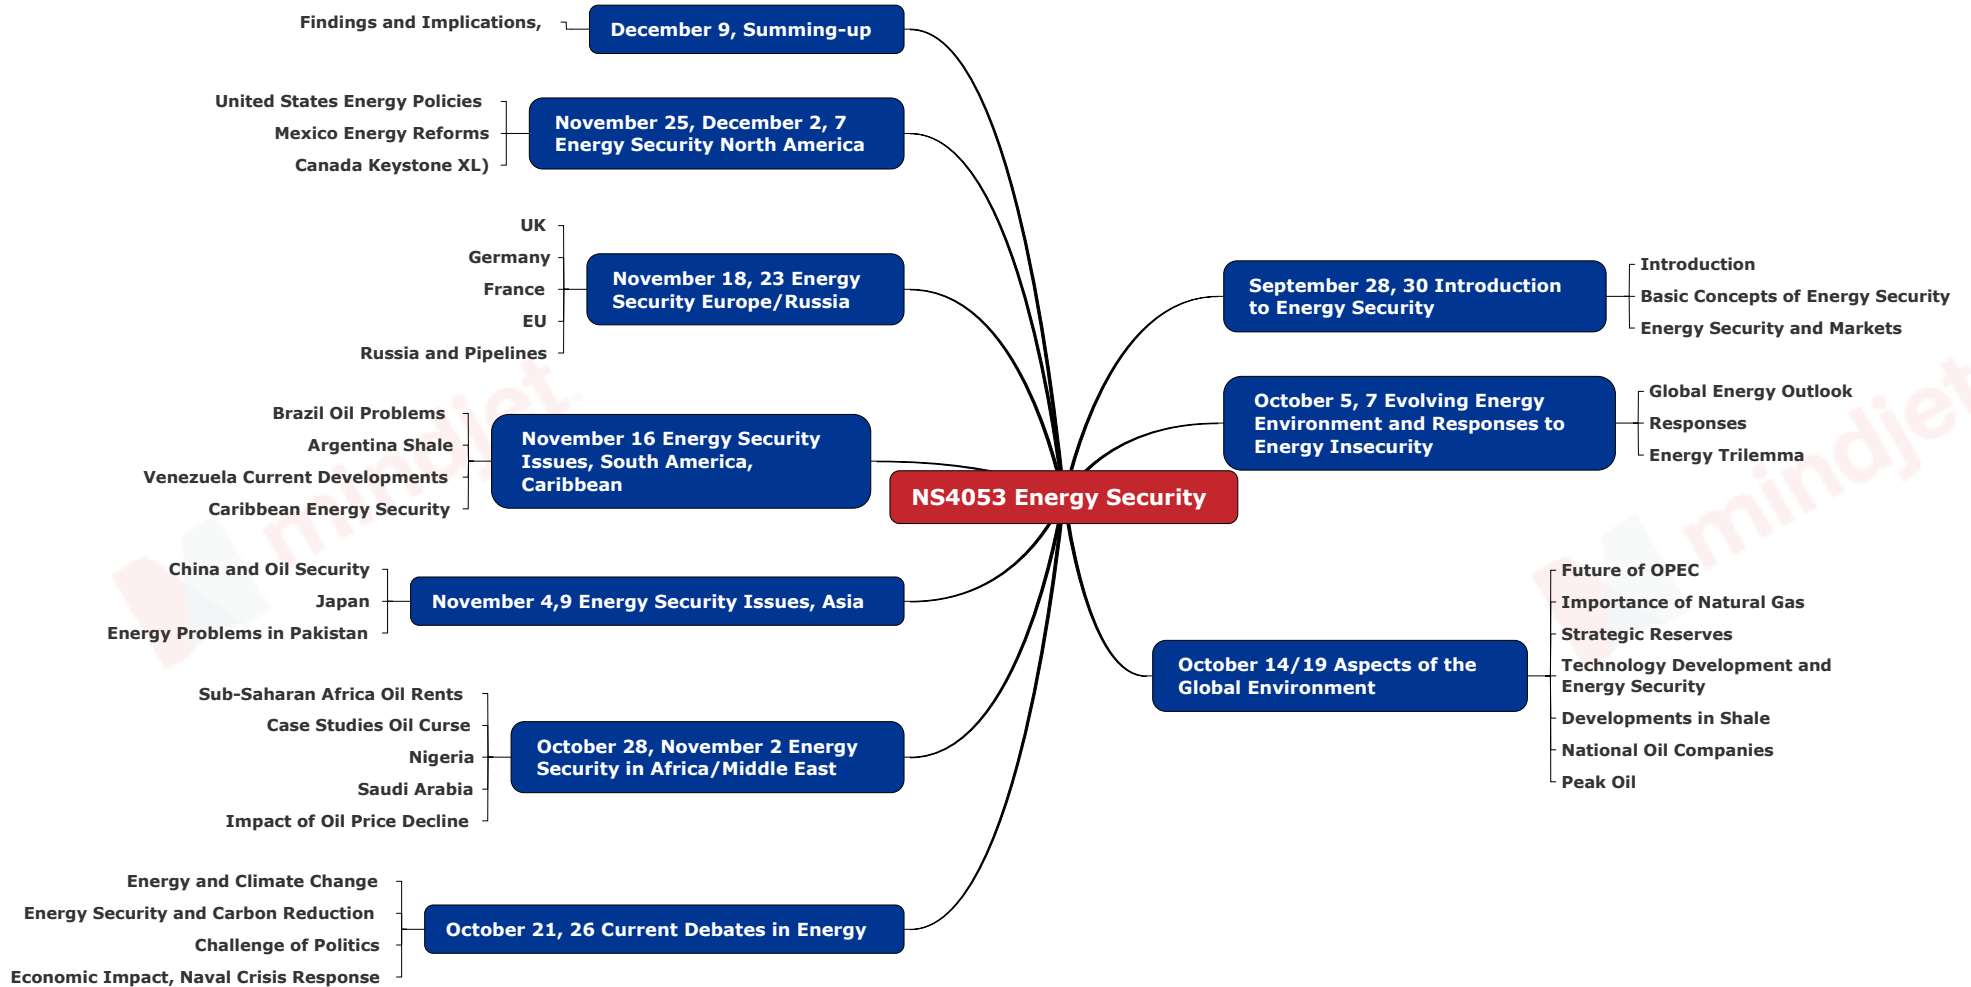 NS4053 Energy Security
September 28, 30 Introduction
to Energy Security
Introduction
Basic Concepts of Energy Security
Energy Security and Markets
October 5, 7 Evolving Energy
Environment and Responses to
Energy Insecurity
Global Energy Outlook
Responses
Energy Trilemma
October 14/19 Aspects of the
Global Environment
Future of OPEC
Importance of Natural Gas
Strategic Reserves
Technology Development and
Energy Security
Developments in Shale
National Oil Companies
Peak Oil
October 21, 26 Current Debates in Energy
Energy and Climate Change
Energy Security and Carbon Reduction
Challenge of Politics
Economic Impact, Naval Crisis Response
October 28, November 2 Energy
Security in Africa/Middle East
Sub-Saharan Africa Oil Rents
Case Studies Oil Curse
Nigeria
Saudi Arabia
Impact of Oil Price Decline
November 4,9 Energy Security Issues, Asia
China and Oil Security
Japan
Energy Problems in Pakistan
November 16 Energy Security
Issues, South America,
Caribbean
Brazil Oil Problems
Argentina Shale
Venezuela Current Developments
Caribbean Energy Security
November 18, 23 Energy
Security Europe/Russia
UK
Germany
France
EU
Russia and Pipelines
November 25, December 2, 7
Energy Security North America
United States Energy Policies
Mexico Energy Reforms
Canada Keystone XL)
December 9, Summing-up
Findings and Implications,
mindjet
mindjet